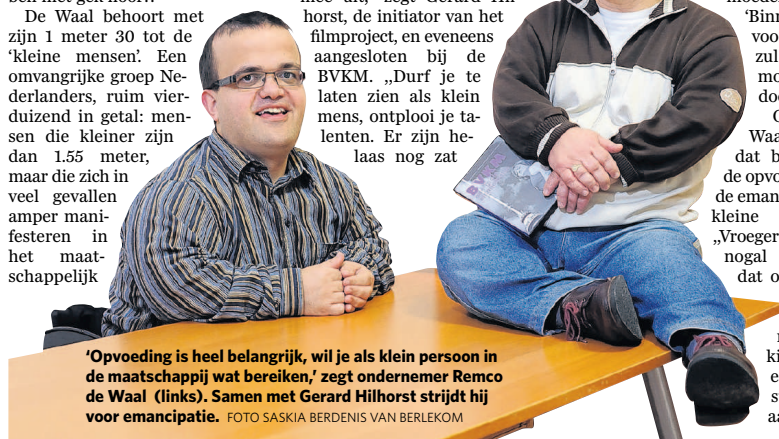 De Waal behoort met
zijn 1 meter 30 tot de
‘kleine mensen’. Een
omvangrijke groep Ne-
derlanders, ruim vier-
duizend in getal: men-
sen die kleiner zijn
dan 1.55 meter,
maar die zich in
veel gevallen
amper mani-
festeren in
het maat-
schappelijk
horst, de initiator van het
filmproject, en eveneens
aangesloten bij de
BVKM. „Durf je te
laten zien als klein
mens, ontplooi je ta-
lenten. Er zijn he-
laas nog zat
BVKM
‘Binn
voo
zul
mo
doo
Waa
dat b
de opvo
de eman
kleine
„Vroeger
nogal
dat o
‘Opvoeding is heel belangrijk, wil je als klein persoon in
de maatschappij wat bereiken,’ zegt ondernemer Remco
de Waal (links). Samen met Gerard Hilhorst strijdt hij
voor emancipatie. FOTO SASKIA BERDENIS VAN BERLEKOM